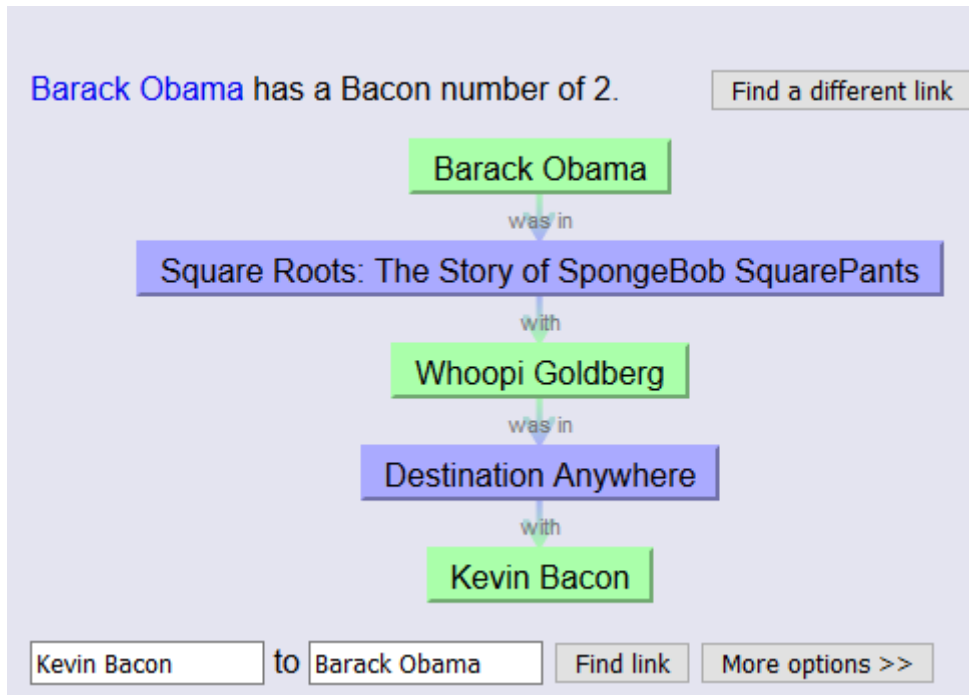 Barack Obama has a Bacon number of 2. Find a different link
Barack Obama
was in
Square Roots: The Story of SpongeBob SquarePants
with
Whoopi Goldberg
was in
Destination Anywhere
with
Kevin Bacon
Kevin Bacon to Barack Obama Find link More options >>